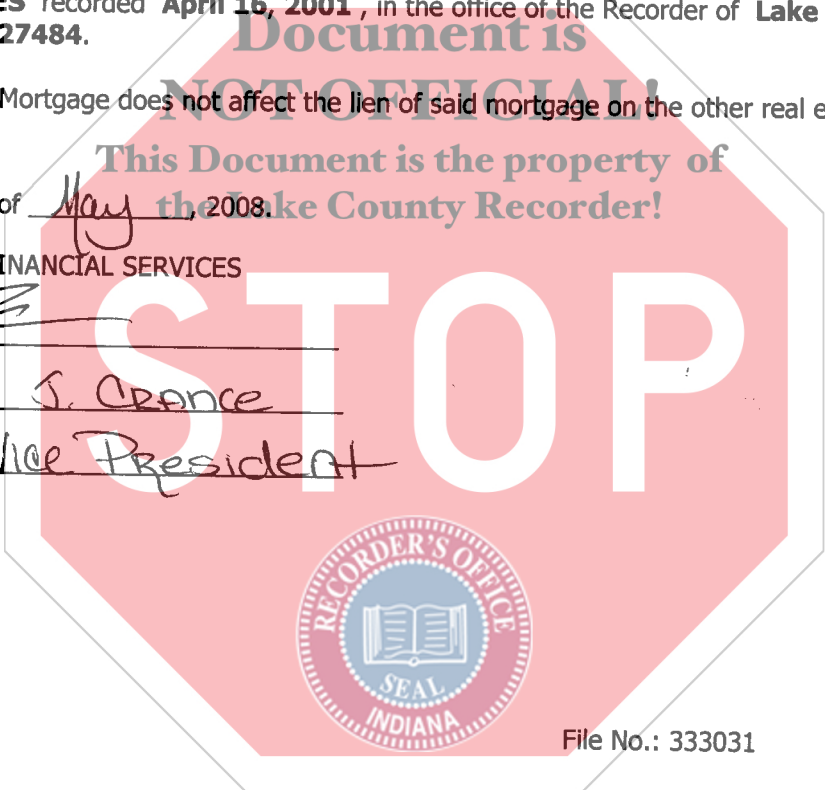 ES recorded April 16, 2001 , in the office of the Recorder of Lake
27484.
Document is
NOT OFFICIAL!
Mortgage does not affect the lien of said mortgage on the other real e
This Document is the property of
the Lake County Recorder!
of May , 2008.
INANCIAL SERVICES
STOP
J. CRANCE
Vice President
RECORDER'S OFFICE
SEAL
INDIANA
File No.: 333031